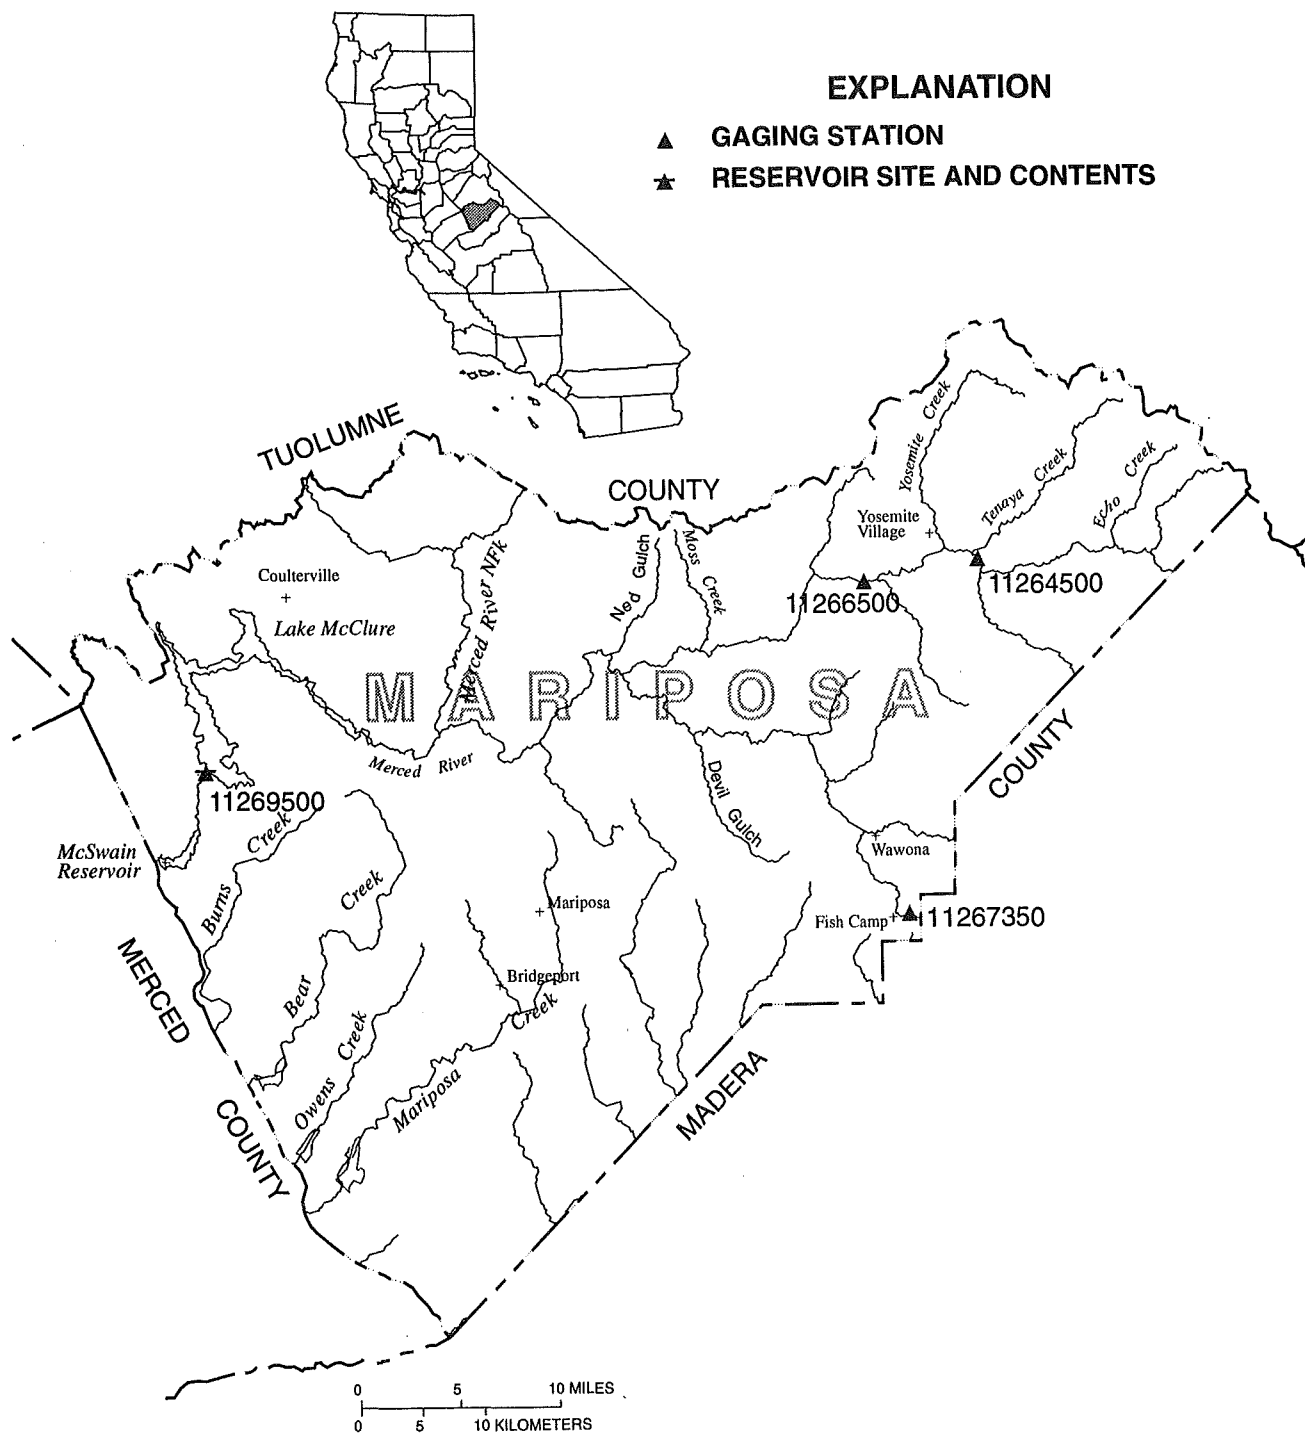 EXPLANATION
GAGING STATION
RESERVOIR SITE AND CONTENTS
TUOLUMNE
COUNTY
Yosemite Creek
Tenaya Creek
Echo Creek
Yosemite
Village
11264500
11266500
Ned Gulch
Moss Creek
Merced River NFk
Coulterville
Lake McClure
MARIPOSA
COUNTY
Merced River
Devil Gulch
11269500
McSwain
Reservoir
Burns Creek
Wawona
Bear Creek
Mariposa
Fish Camp
11267350
MERCED
Bridgeport
Owens Creek
Mariposa Creek
MADERA
COUNTY
0 5 10 MILES
0 5 10 KILOMETERS